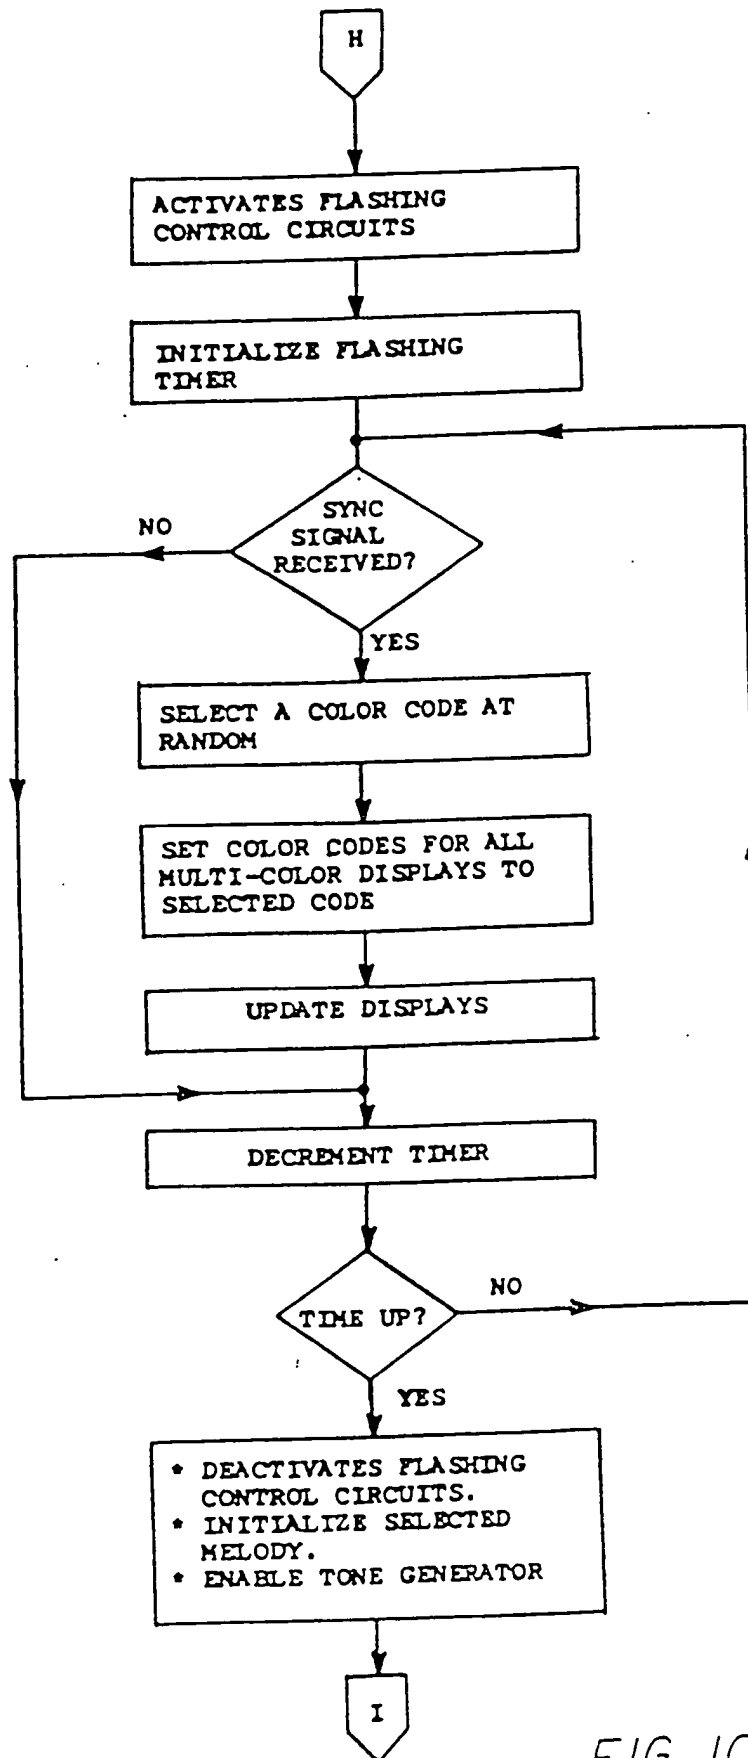 H
ACTIVATES FLASHING
CONTROL CIRCUITS
INITIALIZE FLASHING
TIMER
SYNC
SIGNAL
RECEIVED?
NO
YES
SELECT A COLOR CODE AT
RANDOM
SET COLOR CODES FOR ALL
MULTI-COLOR DISPLAYS TO
SELECTED CODE
UPDATE DISPLAYS
DECREMENT TIMER
TIME UP?
NO
YES
* DEACTIVATES FLASHING
CONTROL CIRCUITS.
* INITIALIZE SELECTED
MELODY.
* ENABLE TONE GENERATOR
I
FIG. 10